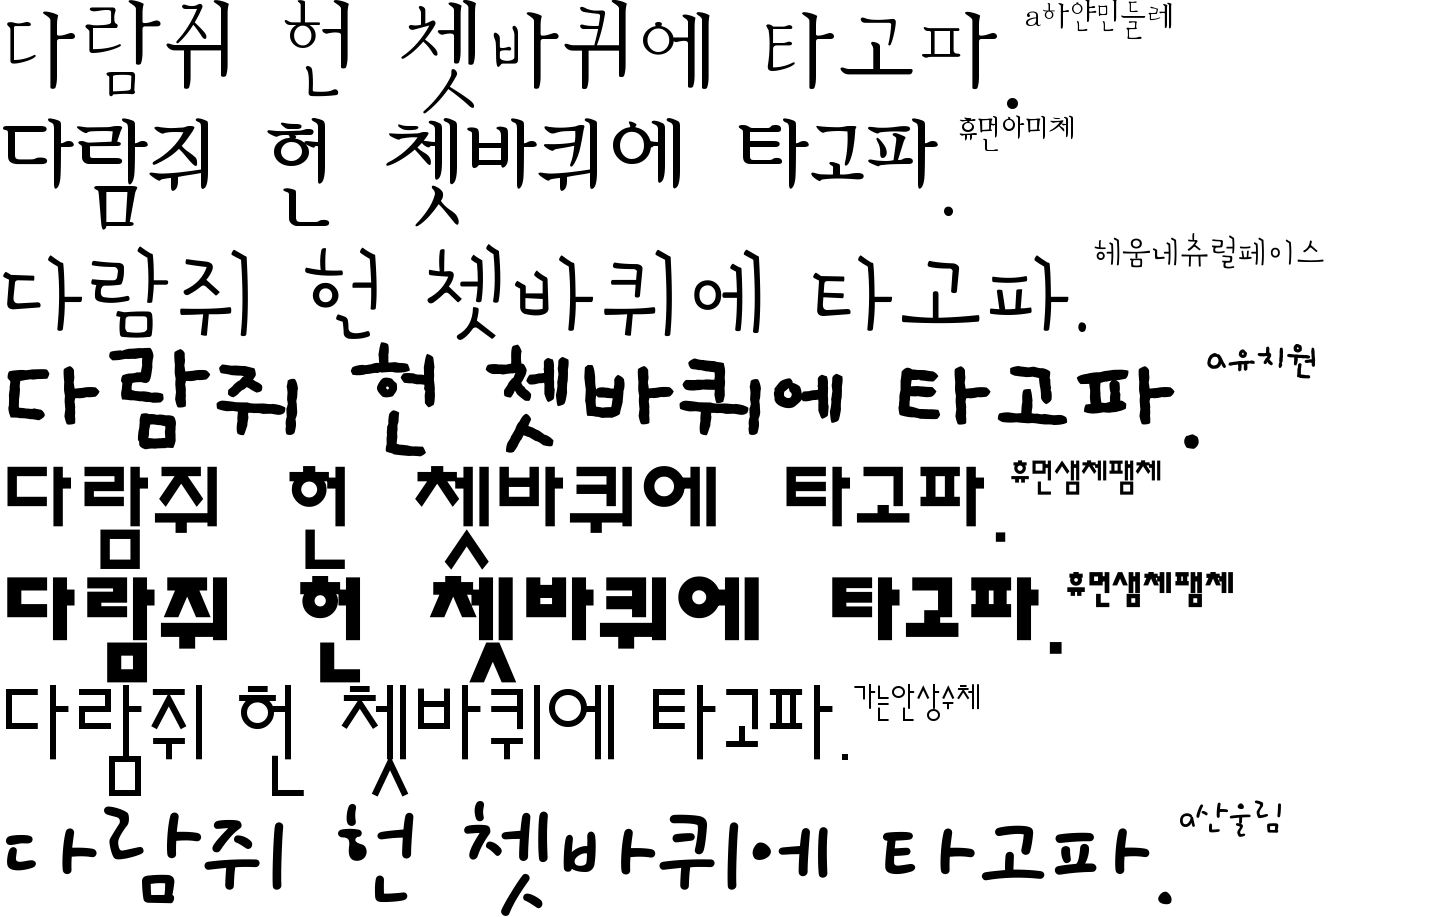 다람쥐 헌 쳇바퀴에 타고파. a하얀민들레
다람쥐 헌 쳇바퀴에 타고파. 휴먼아미체
다람쥐 헌 쳇바퀴에 타고파. 헤움네츄럴페이스
다람쥐 헌 쳇바퀴에 타고파. a유치원
다람쥐 헌 쳇바퀴에 타고파. 휴먼샘체팸체
다람쥐 헌 쳇바퀴에 타고파. 휴먼샘체팸체
다람쥐 헌 쳇바퀴에 타고파. 가는안상수체
다람쥐 헌 쳇바퀴에 타고파. a산울림